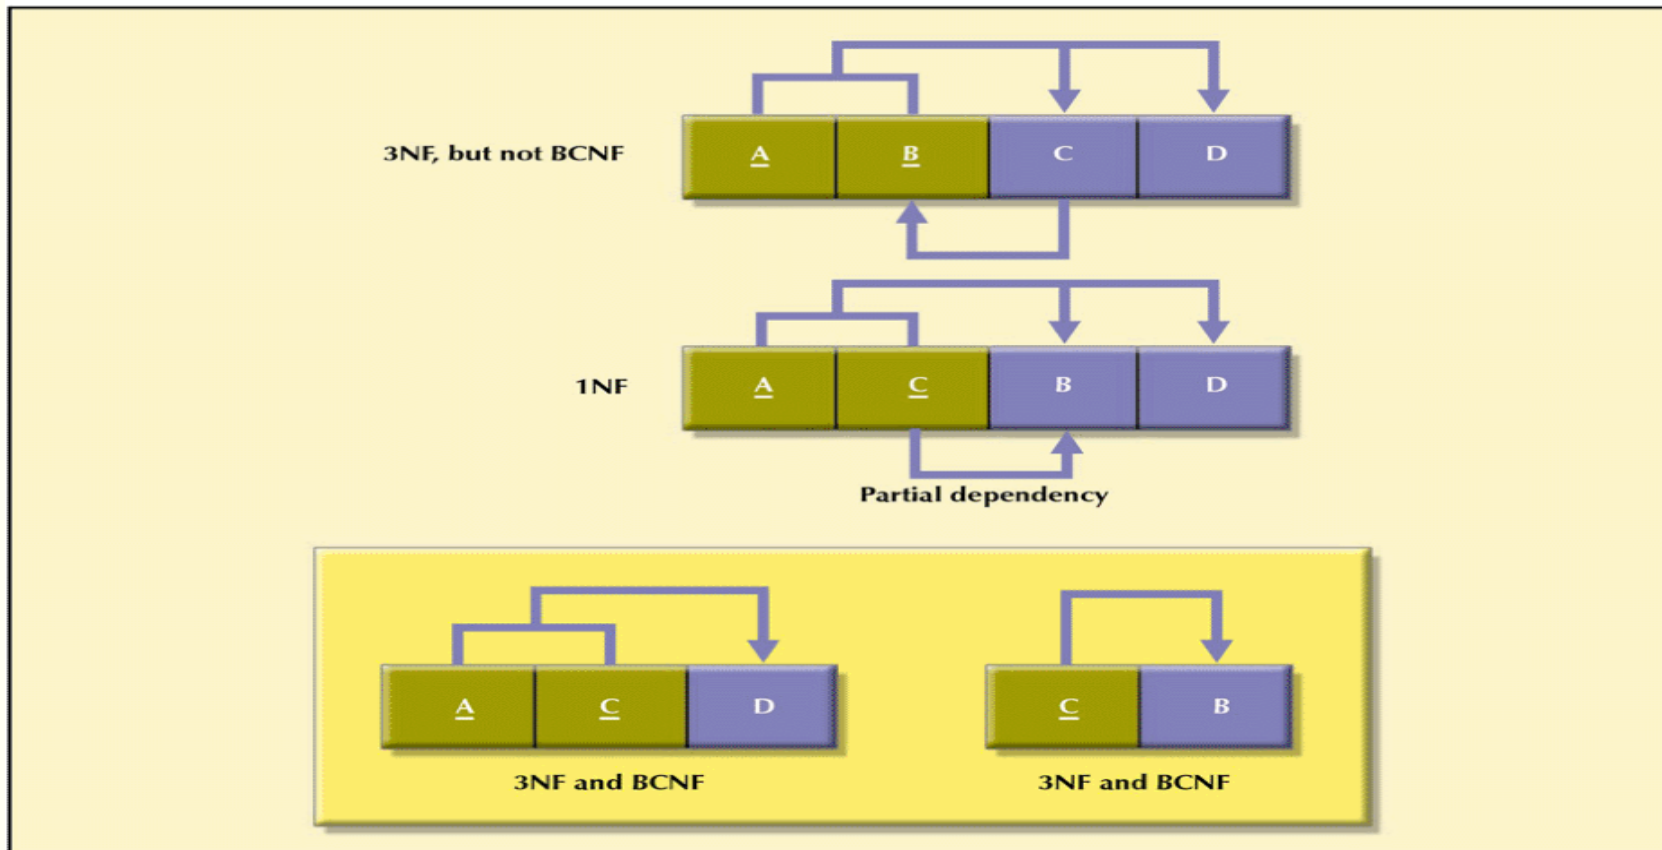 3NF, but not BCNF A B C D
1NF A C B D
Partial dependency
A C D
3NF and BCNF
C B
3NF and BCNF